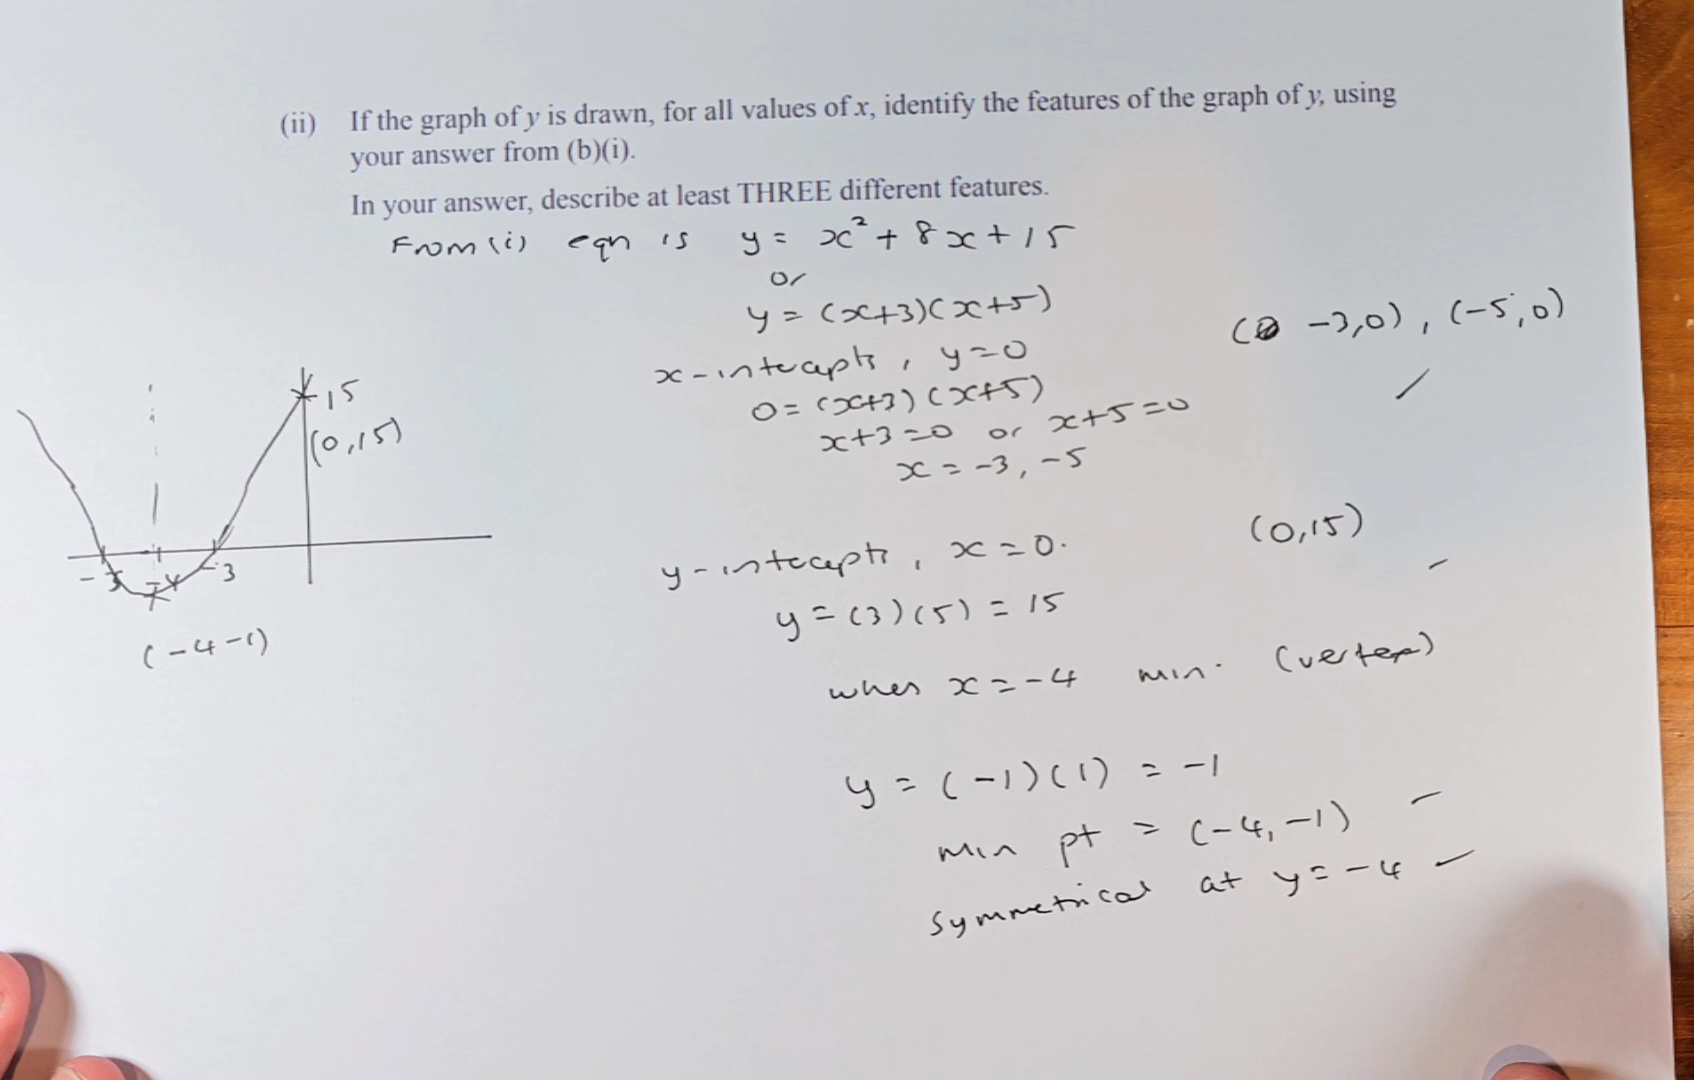 (ii) If the graph of y is drawn, for all values of x, identify the features of the graph of y, using
your answer from (b)(i).
In your answer, describe at least THREE different features.
From (i) eqn is y = x² + 8x + 15
or
y = (x+3)(x+5)
(-3,0), (-5,0)
x-intercepts, y=0
0 = (x+3)(x+5)
x+3=0 or x+5=0
x = -3, -5
15
(0,15)
-5 -4 -3
(-4-1)
y-intercepts, x=0.
(0,15)
y = (3)(5) = 15
when x = -4 min. (vertex)
y = (-1)(1) = -1
min pt = (-4,-1)
symmetrical at y = -4